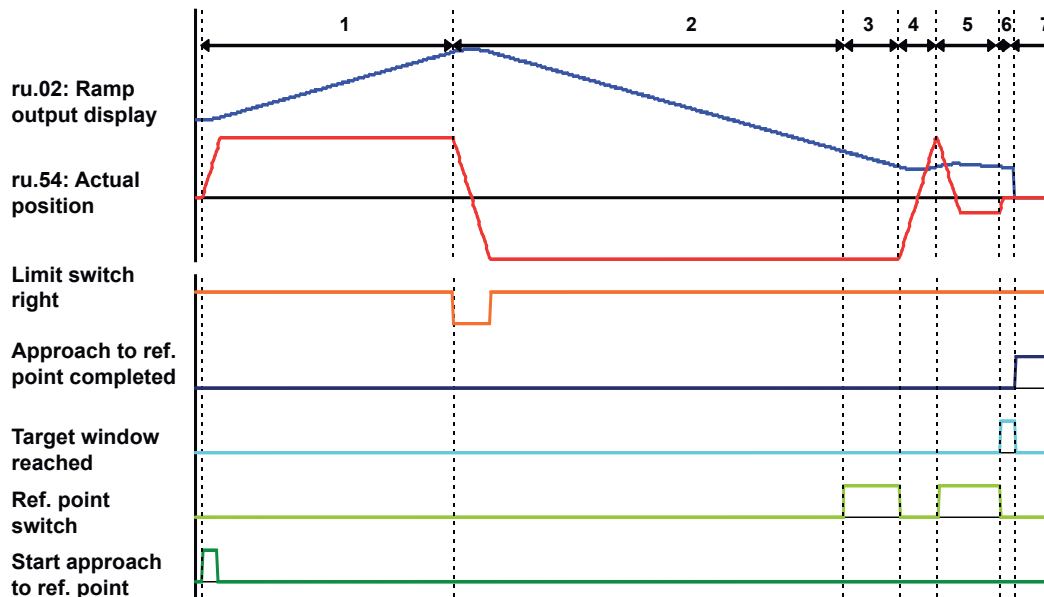 1 2 3 4 5 6 7
ru.02: Ramp
output display
ru.54: Actual
position
Limit switch
right
Approach to ref.
point completed
Target window
reached
Ref. point
switch
Start approach
to ref. point